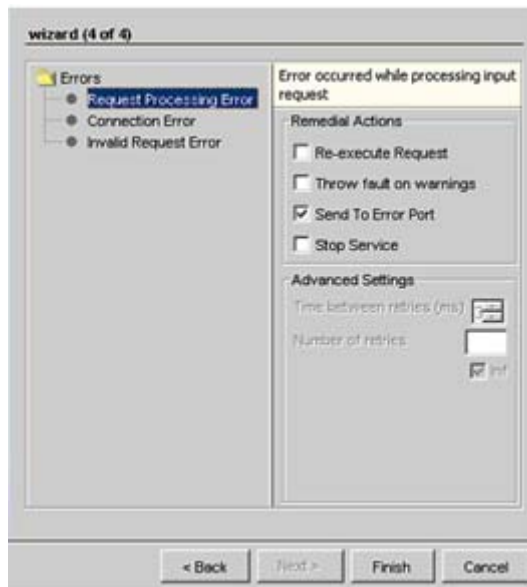 wizard (4 of 4)
Errors
Request Processing Error
Connection Error
Invalid Request Error
Error occurred while processing input
request
Remedial Actions
Re-execute Request
Throw fault on warnings
Send To Error Port
Stop Service
Advanced Settings
Time between retries (ms)
Number of retries
Inf
< Back
Next >
Finish
Cancel